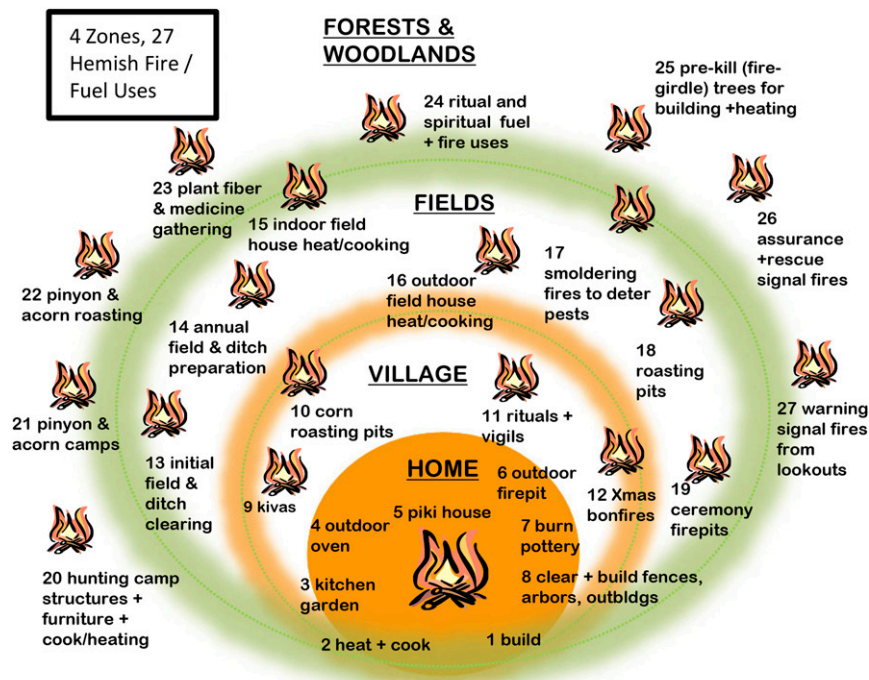 4 Zones, 27
Hemish Fire /
Fuel Uses
FORESTS &
WOODLANDS
25 pre-kill (fire-
girdle) trees for
building +heating
24 ritual and
spiritual fuel
+ fire uses
23 plant fiber
& medicine
gathering
26
assurance
+rescue
signal fires
22 pinyon &
acorn roasting
21 pinyon &
acorn camps
20 hunting camp
structures +
furniture +
cook/heating
27 warning
signal fires
from
lookouts
FIELDS
15 indoor field
house heat/cooking
16 outdoor
field house
heat/cooking
17
smoldering
fires to deter
pests
14 annual
field & ditch
preparation
18
roasting
pits
13 initial
field &
ditch
clearing
19
ceremony
firepits
VILLAGE
10 corn
roasting pits
11 rituals +
vigils
9 kivas
12 Xmas
bonfires
HOME
6 outdoor
firepit
5 piki house
4 outdoor
oven
7 burn
pottery
3 kitchen
garden
8 clear + build fences,
arbors, outbldgs
2 heat + cook
1 build